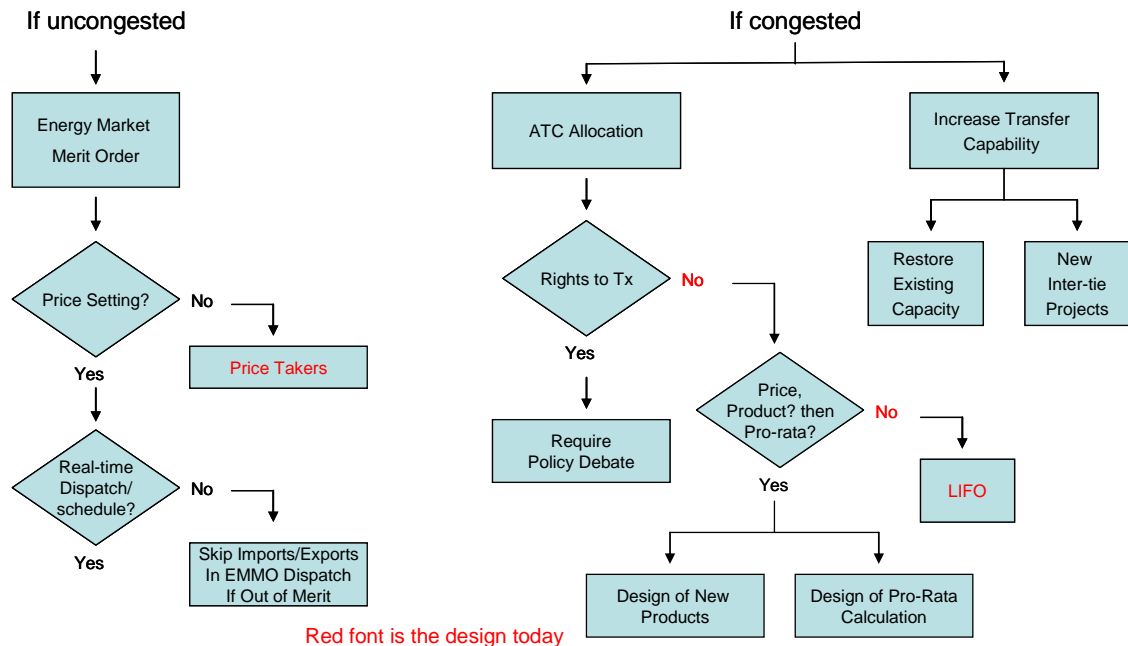 If uncongested
Energy Market
Merit Order
Price Setting?
No
Price Takers
Yes
Real-time
Dispatch/
schedule?
No
Yes
Skip Imports/Exports
In EMMO Dispatch
If Out of Merit
If congested
ATC Allocation
Increase Transfer
Capability
Rights to Tx
No
Restore
Existing
Capacity
New
Inter-tie
Projects
Yes
Require
Policy Debate
Price,
Product? then
Pro-rata?
No
LIFO
Yes
Design of New
Products
Design of Pro-Rata
Calculation
Red font is the design today